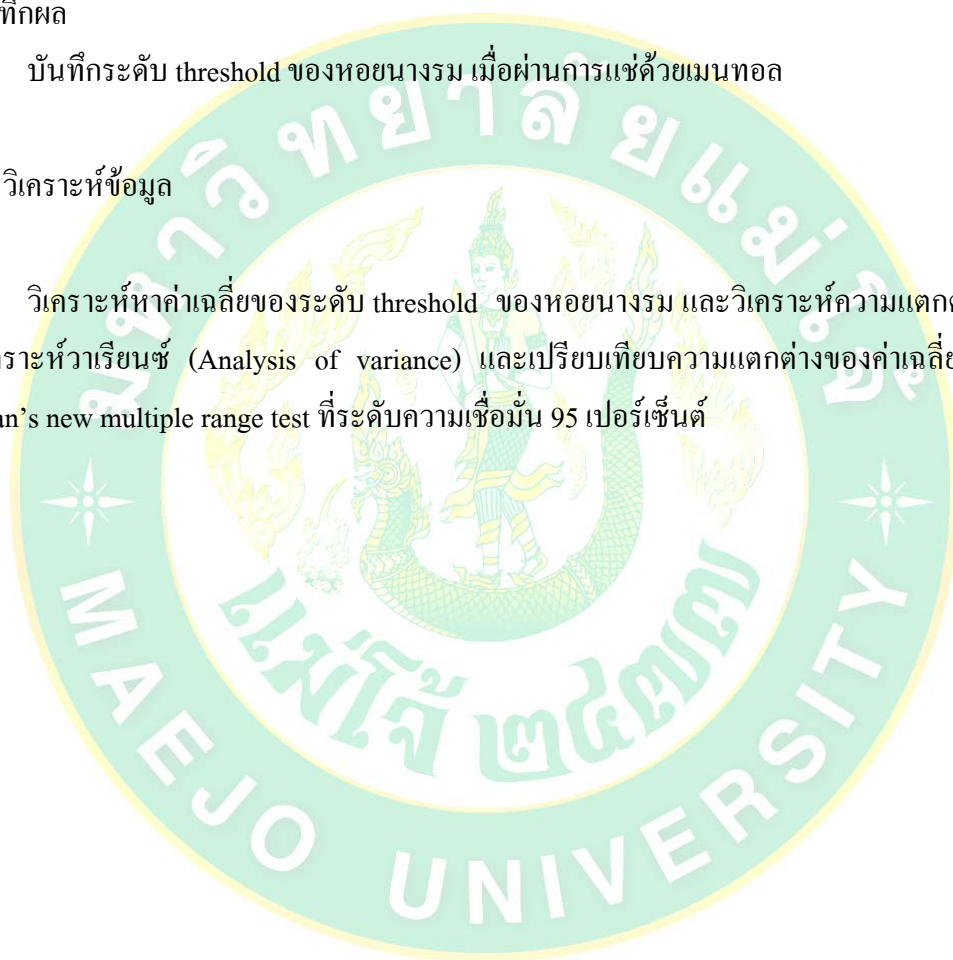 ทึกผล
บันทึกระดับ threshold ของหอยนางรม เมื่อผ่านการแช่ด้วยเมนทอล
วิเคราะห์ข้อมูล
วิเคราะห์หาค่าเฉลี่ยของระดับ threshold ของหอยนางรม และวิเคราะห์ความแตกต
คราะห์วาเรียนซ์ (Analysis of variance) และเปรียบเทียบความแตกต่างของค่าเฉลี่ย
an's new multiple range test ที่ระดับความเชื่อมั่น 95 เปอร์เซ็นต์
มหาวิทยาลัยแม่โจ้
แม่โจ้ ๒๔๗๗
MAEJO UNIVERSITY